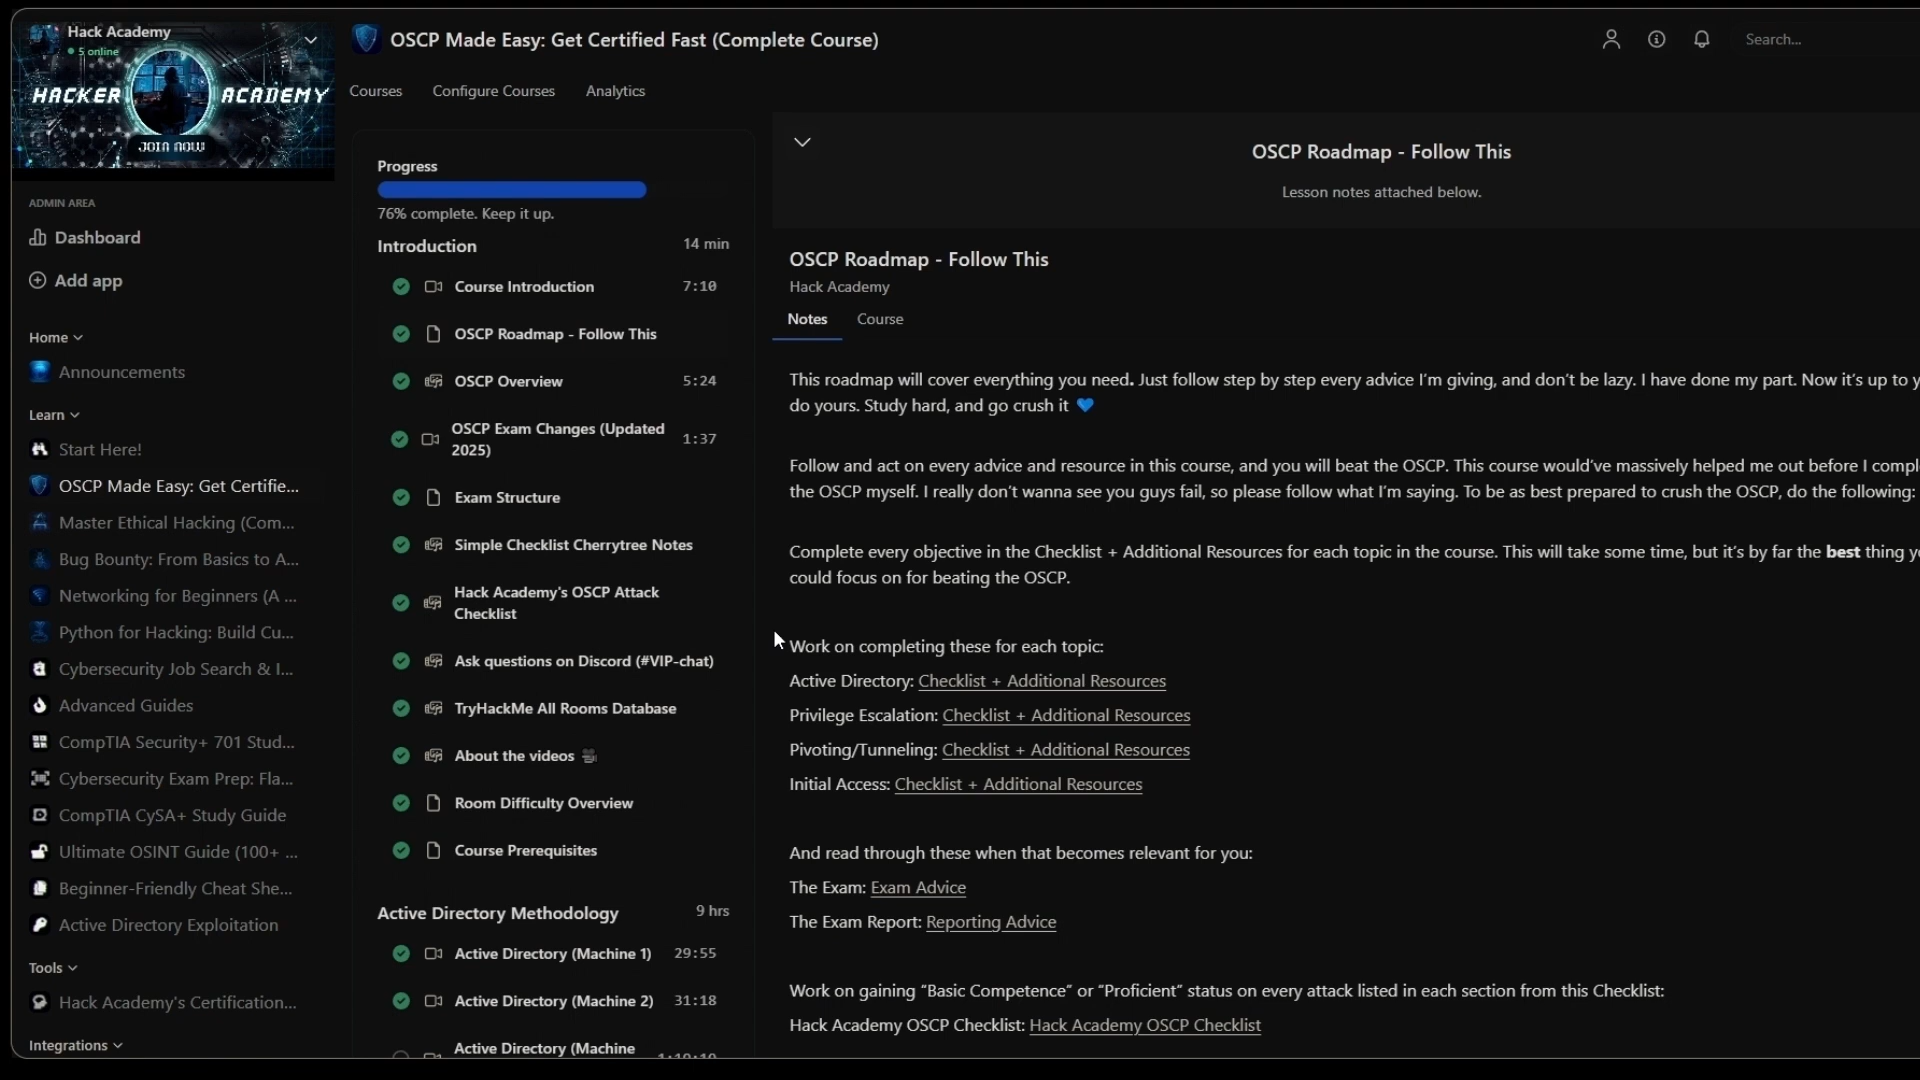 Hack Academy
5 online
HACKER ACADEMY
JOIN NOW!
ADMIN AREA
Dashboard
Add app
Home
Announcements
Learn
Start Here!
OSCP Made Easy: Get Certifie...
Master Ethical Hacking (Com...
Bug Bounty: From Basics to A...
Networking for Beginners (A ...
Python for Hacking: Build Cu...
Cybersecurity Job Search & I...
Advanced Guides
CompTIA Security+ 701 Stud...
Cybersecurity Exam Prep: Fla...
CompTIA CySA+ Study Guide
Ultimate OSINT Guide (100+ ...
Beginner-Friendly Cheat She...
Active Directory Exploitation
Tools
Hack Academy's Certification...
Integrations
OSCP Made Easy: Get Certified Fast (Complete Course)
Search...
Courses Configure Courses Analytics
Progress
76% complete. Keep it up.
Introduction 14 min
Course Introduction 7:10
OSCP Roadmap - Follow This
OSCP Overview 5:24
OSCP Exam Changes (Updated
2025) 1:37
Exam Structure
Simple Checklist Cherrytree Notes
Hack Academy's OSCP Attack
Checklist
Ask questions on Discord (#VIP-chat)
TryHackMe All Rooms Database
About the videos 🎥
Room Difficulty Overview
Course Prerequisites
Active Directory Methodology 9 hrs
Active Directory (Machine 1) 29:55
Active Directory (Machine 2) 31:18
Active Directory (Machine
OSCP Roadmap - Follow This
Lesson notes attached below.
OSCP Roadmap - Follow This
Hack Academy
Notes Course
This roadmap will cover everything you need. Just follow step by step every advice I'm giving, and don't be lazy. I have done my part. Now it's up to y
do yours. Study hard, and go crush it 💙
Follow and act on every advice and resource in this course, and you will beat the OSCP. This course would've massively helped me out before I compl
the OSCP myself. I really don't wanna see you guys fail, so please follow what I'm saying. To be as best prepared to crush the OSCP, do the following:
Complete every objective in the Checklist + Additional Resources for each topic in the course. This will take some time, but it's by far the best thing y
could focus on for beating the OSCP.
Work on completing these for each topic:
Active Directory: Checklist + Additional Resources
Privilege Escalation: Checklist + Additional Resources
Pivoting/Tunneling: Checklist + Additional Resources
Initial Access: Checklist + Additional Resources
And read through these when that becomes relevant for you:
The Exam: Exam Advice
The Exam Report: Reporting Advice
Work on gaining “Basic Competence” or “Proficient” status on every attack listed in each section from this Checklist:
Hack Academy OSCP Checklist: Hack Academy OSCP Checklist